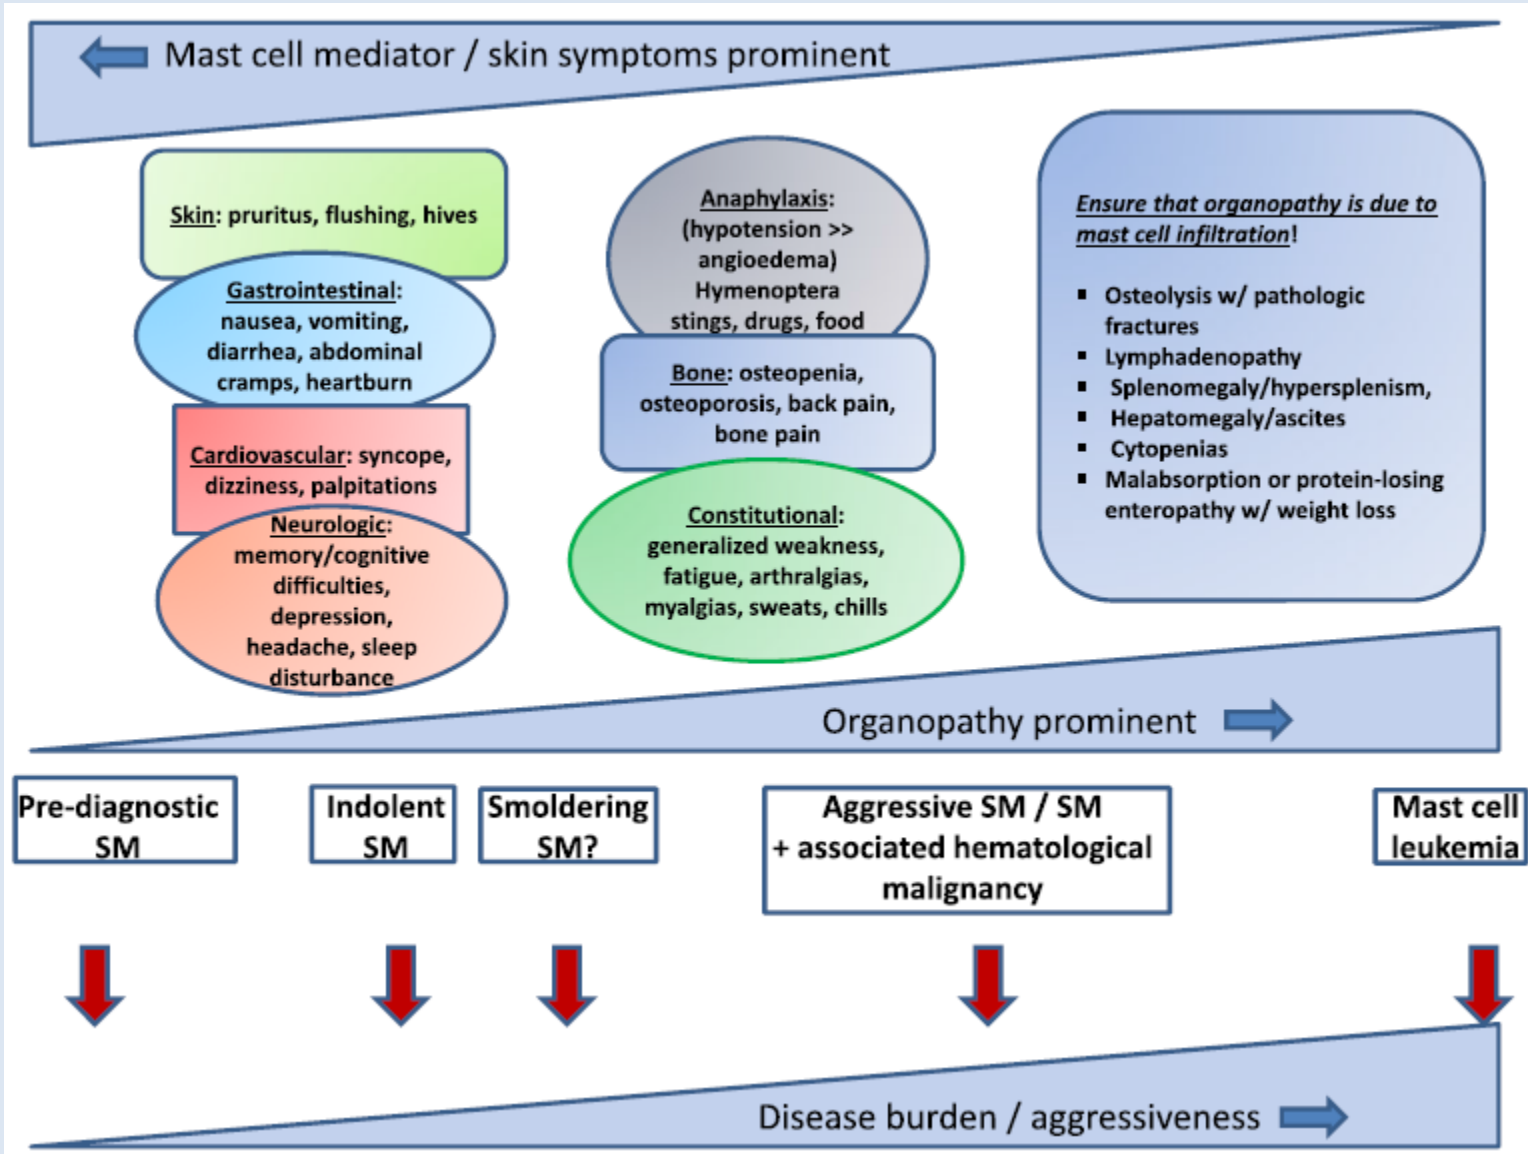 Mast cell mediator / skin symptoms prominent
Skin: pruritus, flushing, hives
Gastrointestinal:
nausea, vomiting,
diarrhea, abdominal
cramps, heartburn
Cardiovascular: syncope,
dizziness, palpitations
Neurologic:
memory/cognitive
difficulties,
depression,
headache, sleep
disturbance
Anaphylaxis:
(hypotension >>
angioedema)
Hymenoptera
stings, drugs, food
Bone: osteopenia,
osteoporosis, back pain,
bone pain
Constitutional:
generalized weakness,
fatigue, arthralgias,
myalgias, sweats, chills
Ensure that organopathy is due to
mast cell infiltration!
▪ Osteolysis w/ pathologic
fractures
▪ Lymphadenopathy
▪ Splenomegaly/hypersplenism,
▪ Hepatomegaly/ascites
▪ Cytopenias
▪ Malabsorption or protein-losing
enteropathy w/ weight loss
Organopathy prominent
Pre-diagnostic
SM
Indolent
SM
Smoldering
SM?
Aggressive SM / SM
+ associated hematological
malignancy
Mast cell
leukemia
Disease burden / aggressiveness